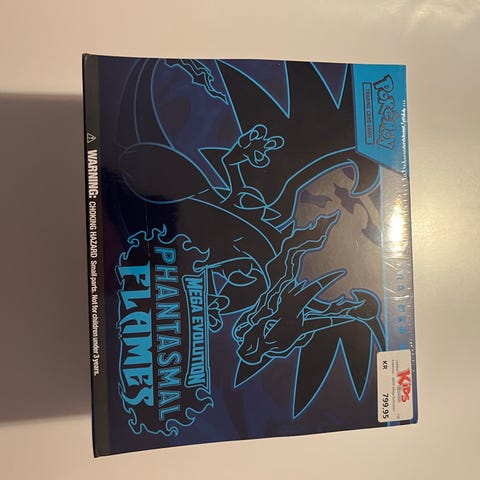 POKÉMON
TRADING CARD GAME
MEGA EVOLUTION
PHANTASMAL
FLAMES
WARNING:
CHOKING HAZARD Small parts. Not for children under 3 years.
KiDS
KR
799.95